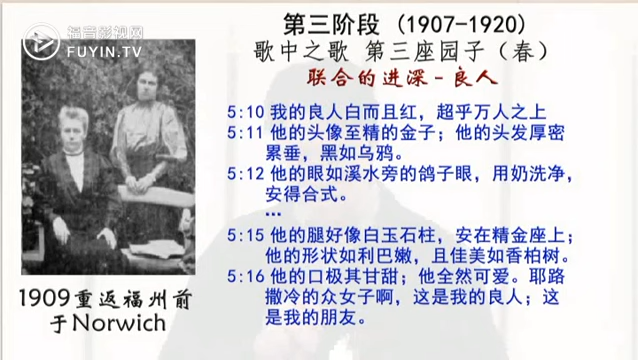 福音影视网
FUYIN.TV
第三阶段 (1907-1920)
歌中之歌 第三座园子(春)
联合的进深-良人
5:10 我的良人白而且红，超乎万人之上
5:11 他的头像至精的金子；他的头发厚密
累垂，黑如乌鸦。
5:12 他的眼如溪水旁的鸽子眼，用奶洗净，
安得合式。
…
5:15 他的腿好像白玉石柱，安在精金座上；
他的形状如利巴嫩，且佳美如香柏树。
5:16 他的口极其甘甜；他全然可爱。耶路
撒冷的众女子啊，这是我的良人；这
是我的朋友。
1909重返福州前
于Norwich